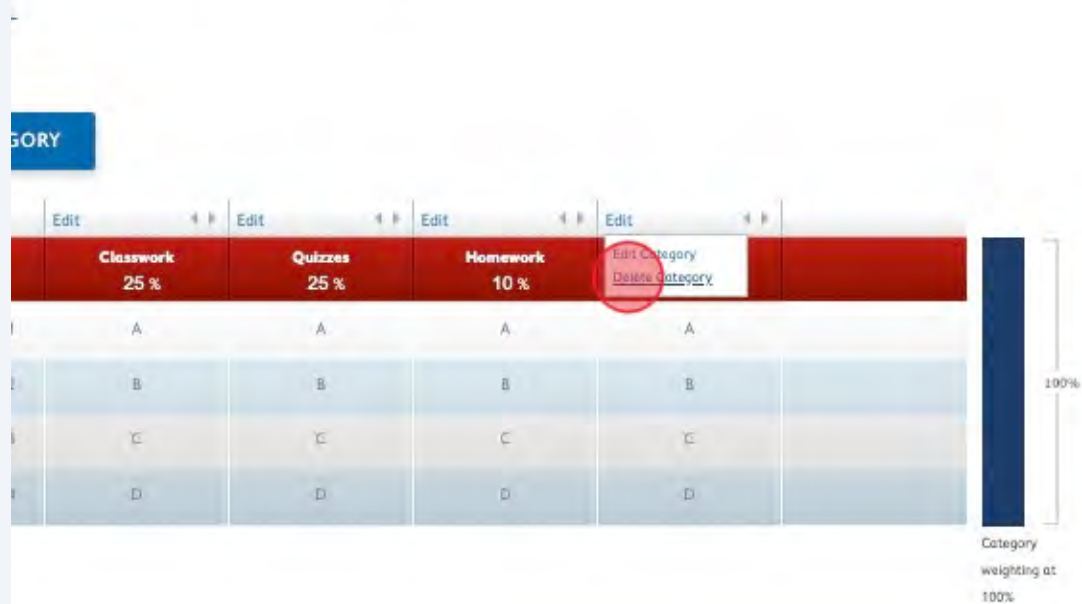 GORY
Edit Edit Edit Edit
Classwork Quizzes Homework Edit Category
25 % 25 % 10 % Delete Category
A A A A
B B B B
C C C C
D D D D
100%
Category
weighting at
100%